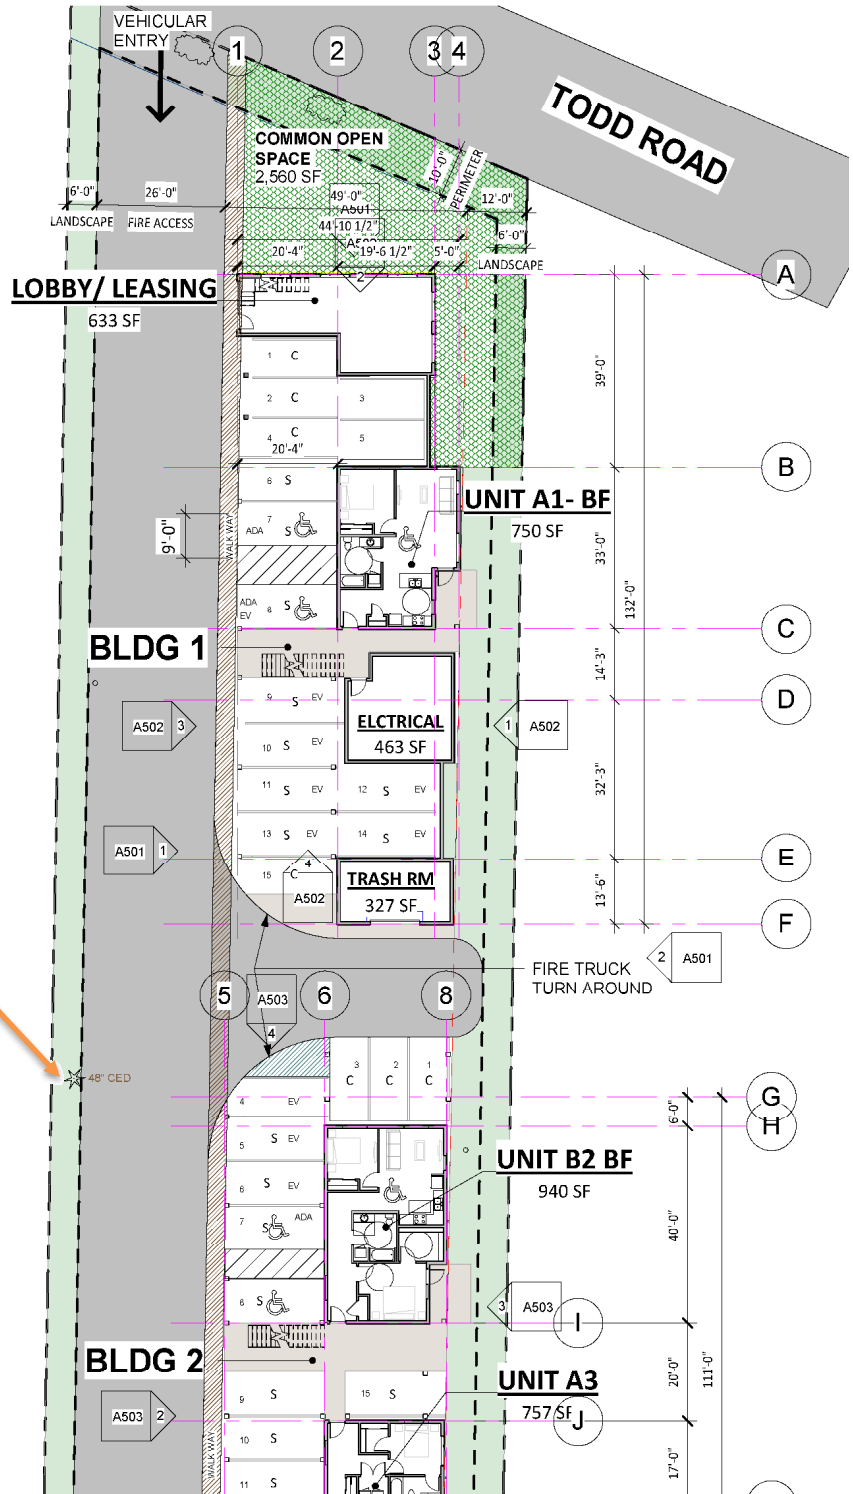 VEHICULAR
ENTRY
1
2
3
4
TODD ROAD
COMMON OPEN
SPACE
2,560 SF
10'-0"
PERIMETER
6'-0"
26'-0"
49'-0"
12'-0"
A501
LANDSCAPE
FIRE ACCESS
44'-10 1/2"
6'-0"
20'-4"
19'-6 1/2"
5'-0"
LANDSCAPE
2
A
LOBBY/ LEASING
633 SF
1 C
2 C
3
4 C
5
20'-4"
39'-0"
B
6 S
UNIT A1- BF
750 SF
9'-0"
WALK WAY
ADA
7
S
33'-0"
132'-0"
ADA
EV
8 S
C
BLDG 1
14'-3"
D
9 S EV
A502
3
ELCTRICAL
463 SF
1
A502
10 S EV
32'-3"
11 S EV
12 S EV
13 S EV
14 S
A501
1
E
15 C
4
A502
TRASH RM
327 SF
13'-6"
F
FIRE TRUCK
TURN AROUND
2
A501
5
A503
4
6
8
48" CED
3
C
2
C
1
C
G
4 EV
6'-0"
H
5 S EV
UNIT B2 BF
940 SF
6 S EV
7 S ADA
40'-0"
6 S
3
A503
I
BLDG 2
20'-0"
111'-0"
9 S
15 S
UNIT A3
757 SF
A503
2
J
10 S
WALK WAY
17'-0"
11 S